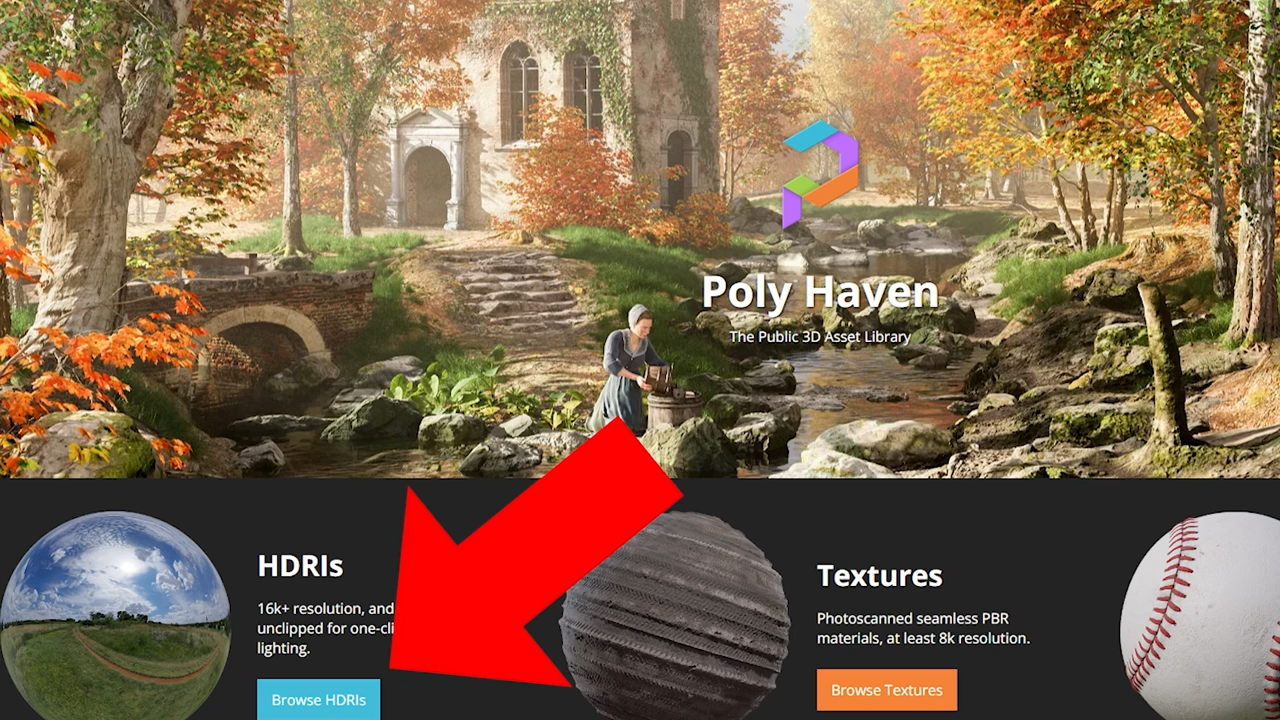 Poly Haven
The Public 3D Asset Library
HDRIs
16k+ resolution, and
unclipped for one-cli
lighting.
Browse HDRIs
Textures
Photoscanned seamless PBR
materials, at least 8k resolution.
Browse Textures